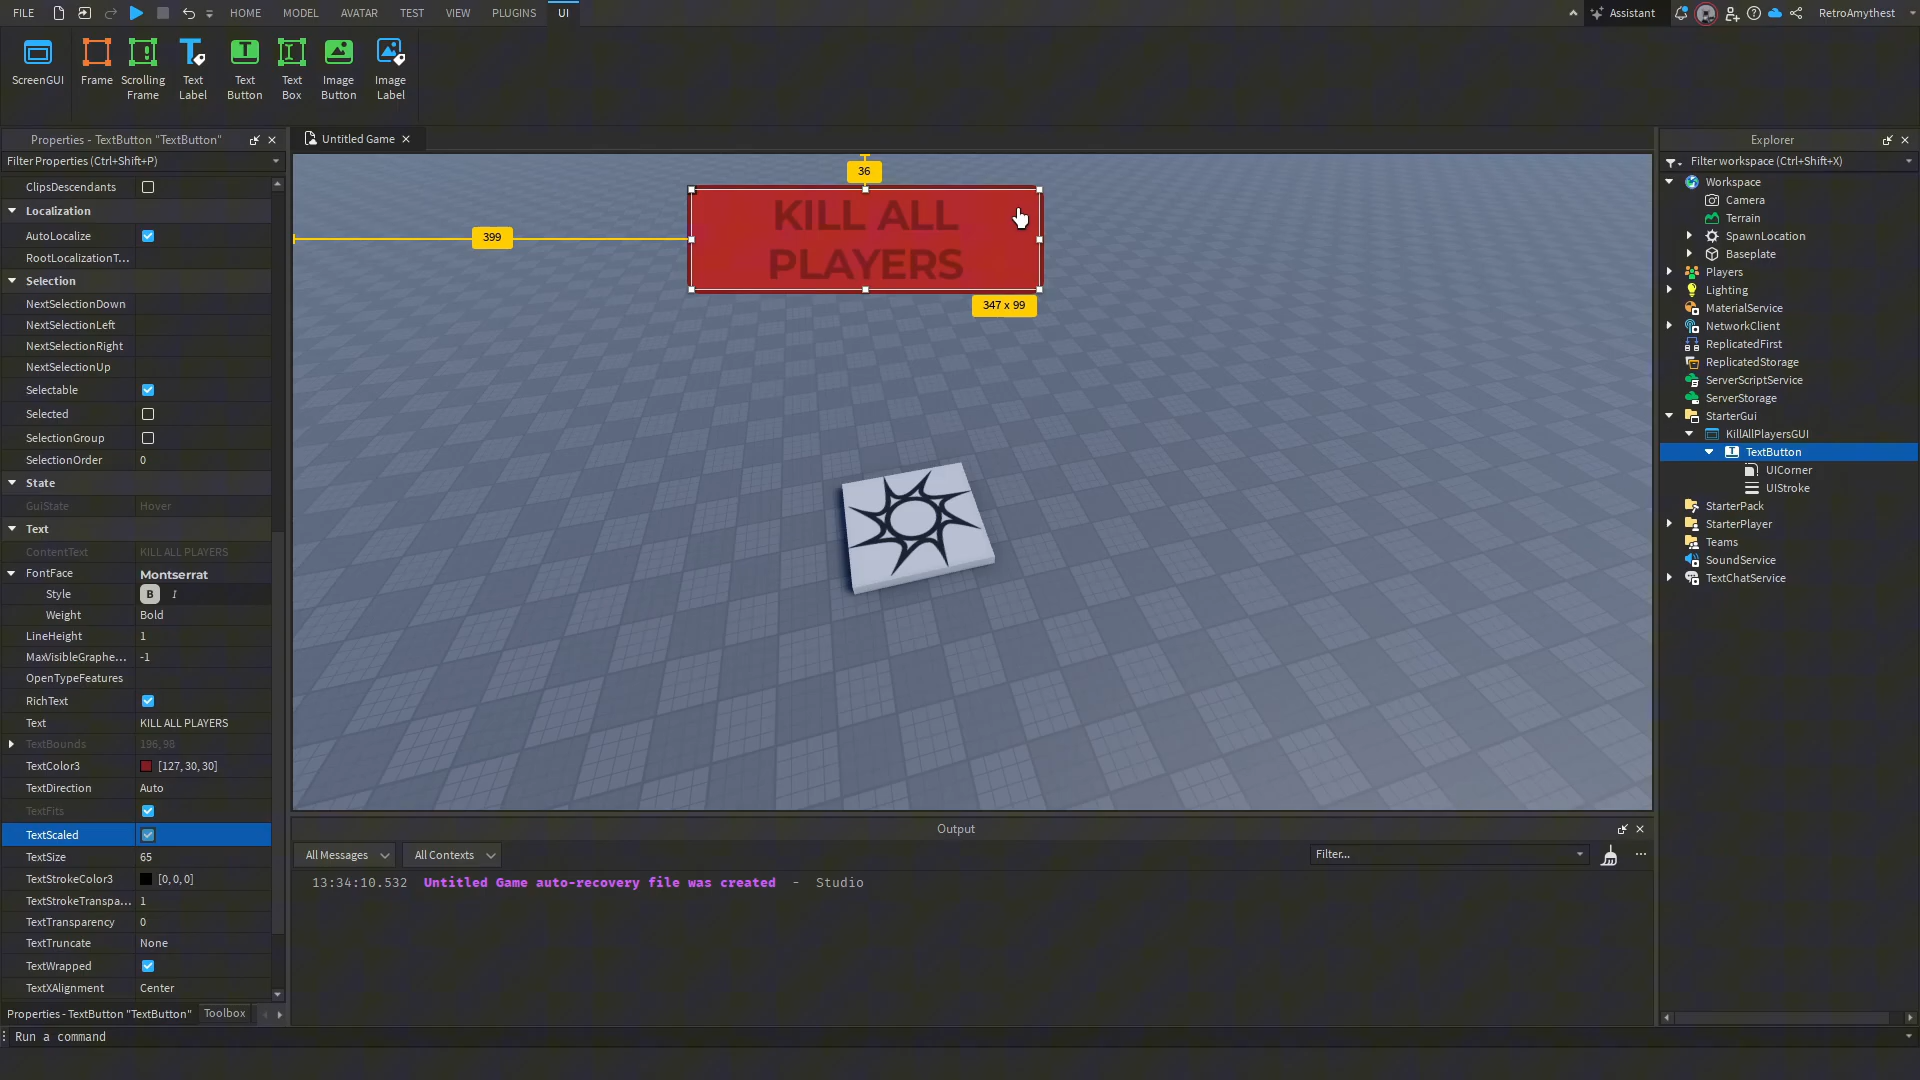 FILE HOME MODEL AVATAR TEST VIEW PLUGINS UI Assistant RetroAmythest
ScreenGUI Frame Scrolling Frame Text Label Text Button Text Box Image Button Image Label
Properties - TextButton "TextButton"
Filter Properties (Ctrl+Shift+P)
ClipsDescendants
Localization
AutoLocalize
RootLocalizationT...
Selection
NextSelectionDown
NextSelectionLeft
NextSelectionRight
NextSelectionUp
Selectable
Selected
SelectionGroup
SelectionOrder 0
State
GuiState Hover
Text
ContentText KILL ALL PLAYERS
FontFace Montserrat
Style B I
Weight Bold
LineHeight 1
MaxVisibleGraphe... -1
OpenTypeFeatures
RichText
Text KILL ALL PLAYERS
TextBounds 196, 98
TextColor3 [127, 30, 30]
TextDirection Auto
TextFits
TextScaled
TextSize 65
TextStrokeColor3 [0, 0, 0]
TextStrokeTranspa... 1
TextTransparency 0
TextTruncate None
TextWrapped
TextXAlignment Center
Properties - TextButton "TextButton" Toolbox
Run a command
Untitled Game
36
KILL ALL
PLAYERS
399
347 x 99
Output
All Messages All Contexts Filter...
13:34:10.532 Untitled Game auto-recovery file was created - Studio
Explorer
Filter workspace (Ctrl+Shift+X)
Workspace
Camera
Terrain
SpawnLocation
Baseplate
Players
Lighting
MaterialService
NetworkClient
ReplicatedFirst
ReplicatedStorage
ServerScriptService
ServerStorage
StarterGui
KillAllPlayersGUI
TextButton
UICorner
UIStroke
StarterPack
StarterPlayer
Teams
SoundService
TextChatService